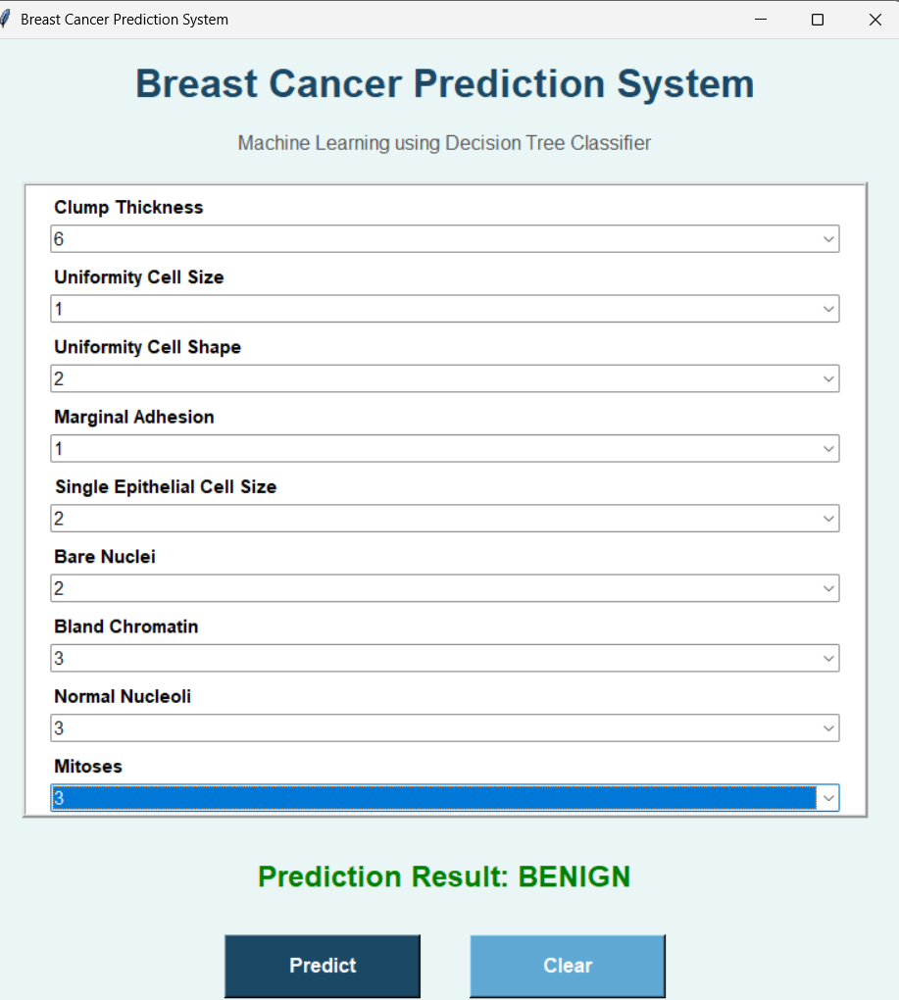 Breast Cancer Prediction System
Breast Cancer Prediction System
Machine Learning using Decision Tree Classifier
Clump Thickness
6
Uniformity Cell Size
1
Uniformity Cell Shape
2
Marginal Adhesion
1
Single Epithelial Cell Size
2
Bare Nuclei
2
Bland Chromatin
3
Normal Nucleoli
3
Mitoses
3
Prediction Result: BENIGN
Predict Clear